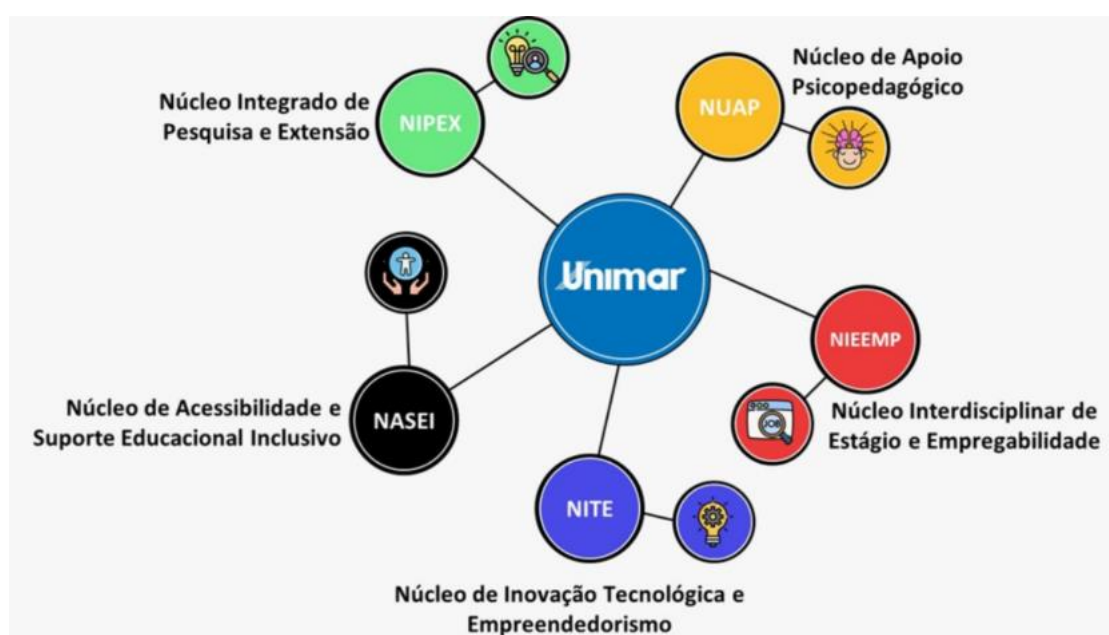 Núcleo Integrado de
Pesquisa e Extensão
NIPEX
NUAP
Núcleo de Apoio
Psicopedagógico
Unimar
NIEEMP
JOB
Núcleo Interdisciplinar de
Estágio e Empregabilidade
Núcleo de Acessibilidade e
Suporte Educacional Inclusivo
NASEI
NITE
Núcleo de Inovação Tecnológica e
Empreendedorismo